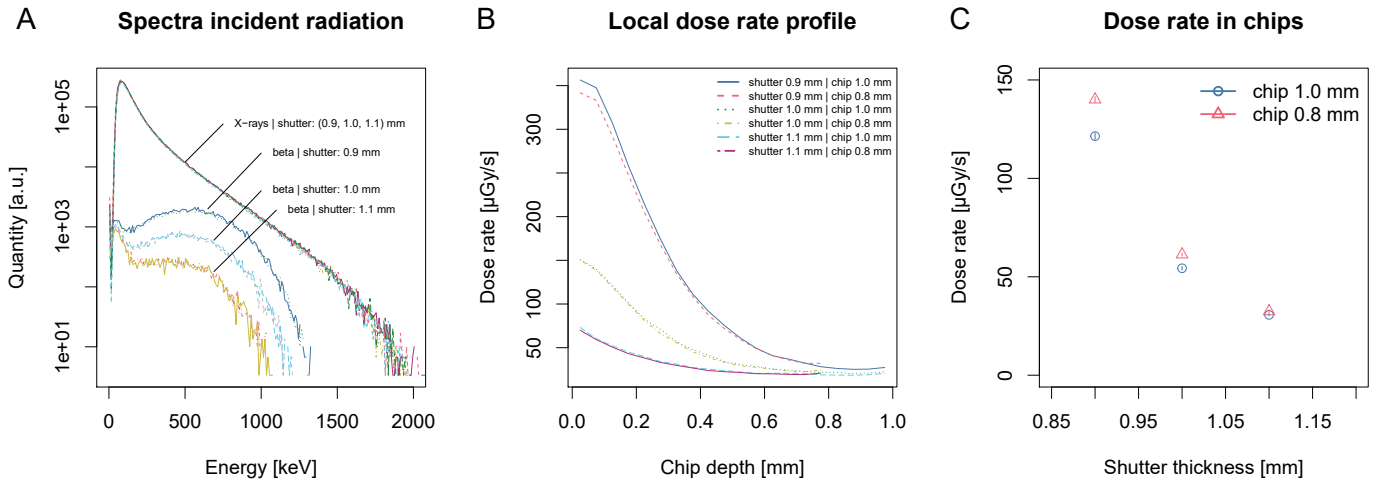 A
Spectra incident radiation
Quantity [a.u.]
1e+05
1e+03
1e+01
X−rays | shutter: (0.9, 1.0, 1.1) mm
beta | shutter: 0.9 mm
beta | shutter: 1.0 mm
beta | shutter: 1.1 mm
0
500
1000
1500
2000
Energy [keV]
B
Local dose rate profile
Dose rate [µGy/s]
300
200
100
50
shutter 0.9 mm | chip 1.0 mm
shutter 0.9 mm | chip 0.8 mm
shutter 1.0 mm | chip 1.0 mm
shutter 1.0 mm | chip 0.8 mm
shutter 1.1 mm | chip 1.0 mm
shutter 1.1 mm | chip 0.8 mm
0.0
0.2
0.4
0.6
0.8
1.0
Chip depth [mm]
C
Dose rate in chips
Dose rate [µGy/s]
150
100
50
0
chip 1.0 mm
chip 0.8 mm
0.85
0.95
1.05
1.15
Shutter thickness [mm]